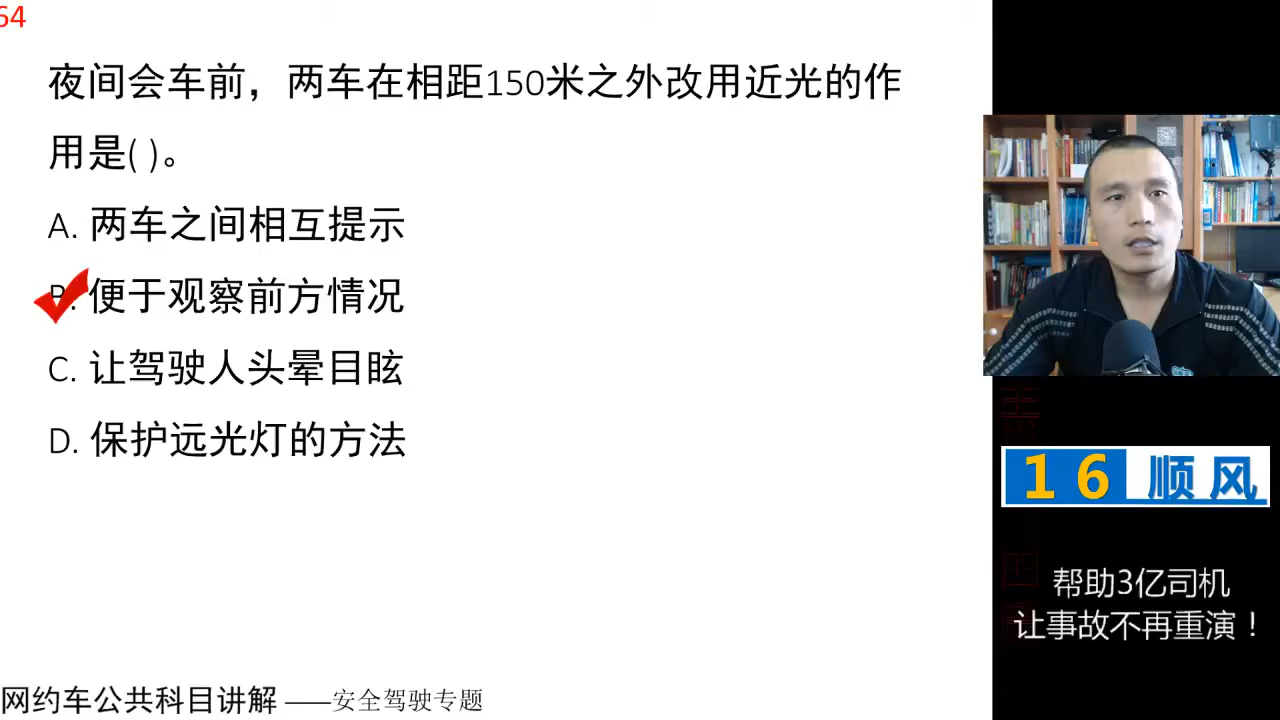 64
夜间会车前，两车在相距150米之外改用近光的作
用是( )。
A. 两车之间相互提示
B. 便于观察前方情况
C. 让驾驶人头晕目眩
D. 保护远光灯的方法
16顺风
帮助3亿司机
让事故不再重演！
网约车公共科目讲解 ——安全驾驶专题